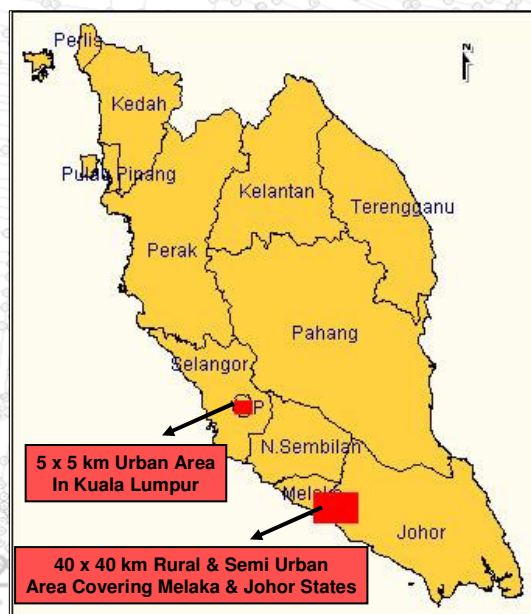 Perlis
Kedah
Pulau Pinang
Kelantan
Terengganu
Perak
Pahang
Selangor
P
N.Sembilan
5 x 5 km Urban Area
In Kuala Lumpur
Melaka
Johor
40 x 40 km Rural & Semi Urban
Area Covering Melaka & Johor States